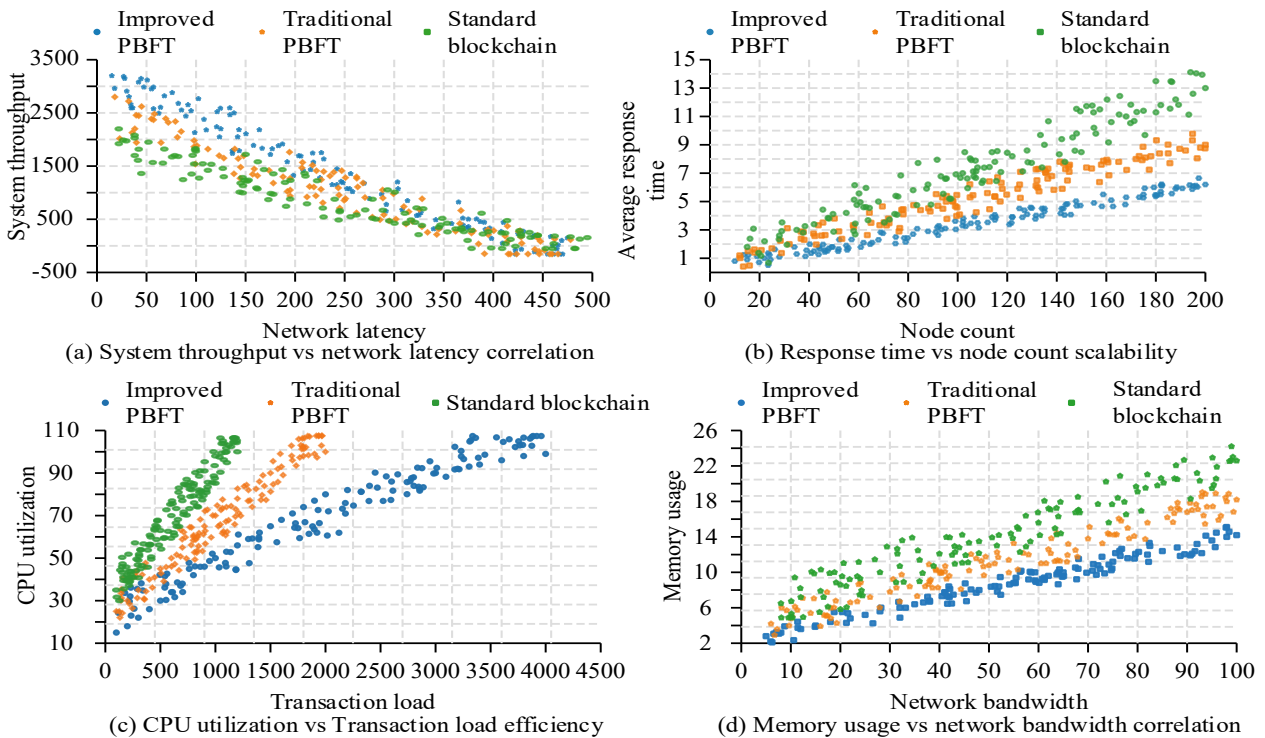 Improved PBFT
Traditional PBFT
Standard blockchain
System throughput
3500
2500
1500
500
-500
0 50 100 150 200 250 300 350 400 450 500
Network latency
(a) System throughput vs network latency correlation
Improved PBFT
Traditional PBFT
Standard blockchain
Average response time
15
13
11
9
7
5
3
1
0 20 40 60 80 100 120 140 160 180 200
Node count
(b) Response time vs node count scalability
Improved PBFT
Traditional PBFT
Standard blockchain
CPU utilization
110
90
70
50
30
10
0 500 1000 1500 2000 2500 3000 3500 4000 4500
Transaction load
(c) CPU utilization vs Transaction load efficiency
Improved PBFT
Traditional PBFT
Standard blockchain
Memory usage
26
22
18
14
10
6
2
0 10 20 30 40 50 60 70 80 90 100
Network bandwidth
(d) Memory usage vs network bandwidth correlation